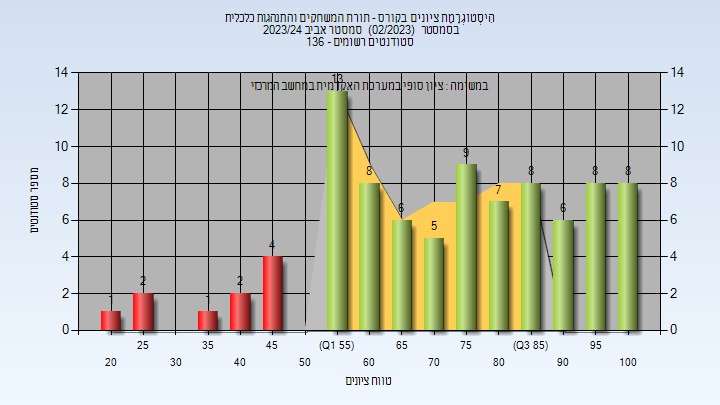 הִיסְטוֹגְרָמַת ציונים בקורס - תורת המשחקים והתנהגות כלכלית
בסמסטר (02/2023) סמסטר אביב 2023/24
סטודנטים רשומים - 136
במשימה : ציון סופי במערכת האקדמית במחשב המרכזי
מספר סטודנטים
14 14
12 12
10 10
8 8
6 6
4 4
2 2
0 0
1 2 1 2 4 13 8 6 5 9 7 8 6 8 8
25 35 45 (Q1 55) 65 75 (Q3 85) 95
20 30 40 50 60 70 80 90 100
טווח ציונים